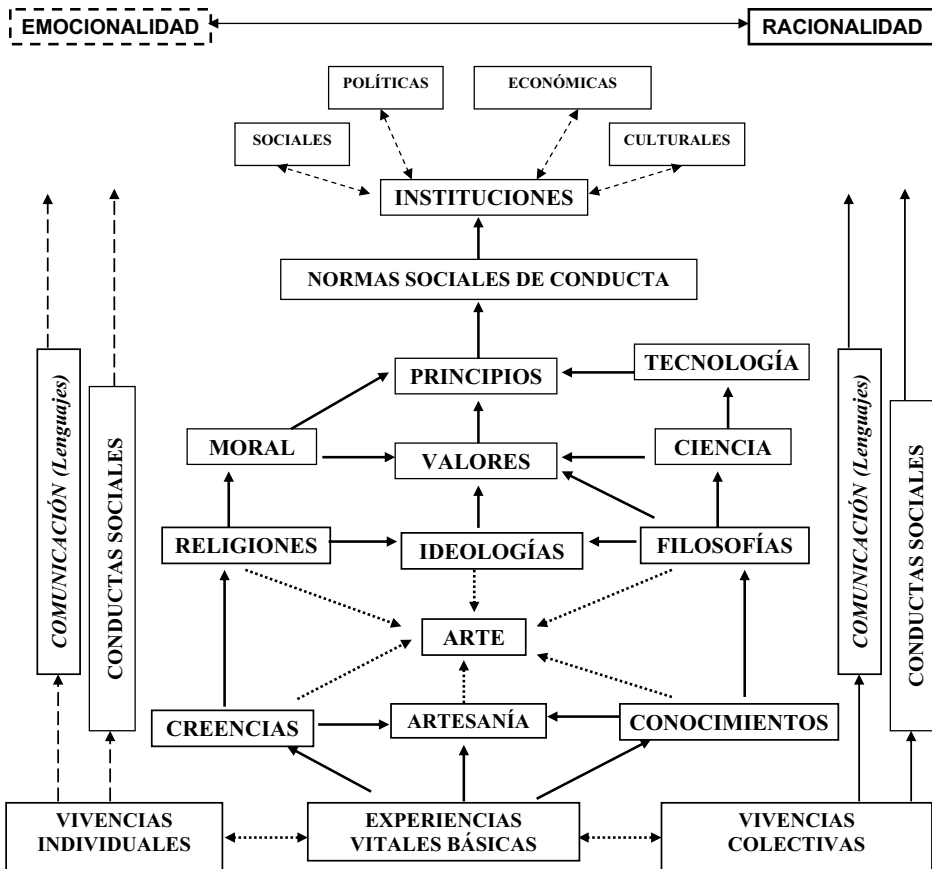 EMOCIONALIDAD
RACIONALIDAD
POLÍTICAS
ECONÓMICAS
SOCIALES
CULTURALES
INSTITUCIONES
NORMAS SOCIALES DE CONDUCTA
PRINCIPIOS
TECNOLOGÍA
MORAL
VALORES
CIENCIA
RELIGIONES
IDEOLOGÍAS
FILOSOFÍAS
ARTE
CREENCIAS
ARTESANÍA
CONOCIMIENTOS
COMUNICACIÓN (Lenguajes)
CONDUCTAS SOCIALES
COMUNICACIÓN (Lenguajes)
CONDUCTAS SOCIALES
VIVENCIAS
INDIVIDUALES
EXPERIENCIAS
VITALES BÁSICAS
VIVENCIAS
COLECTIVAS